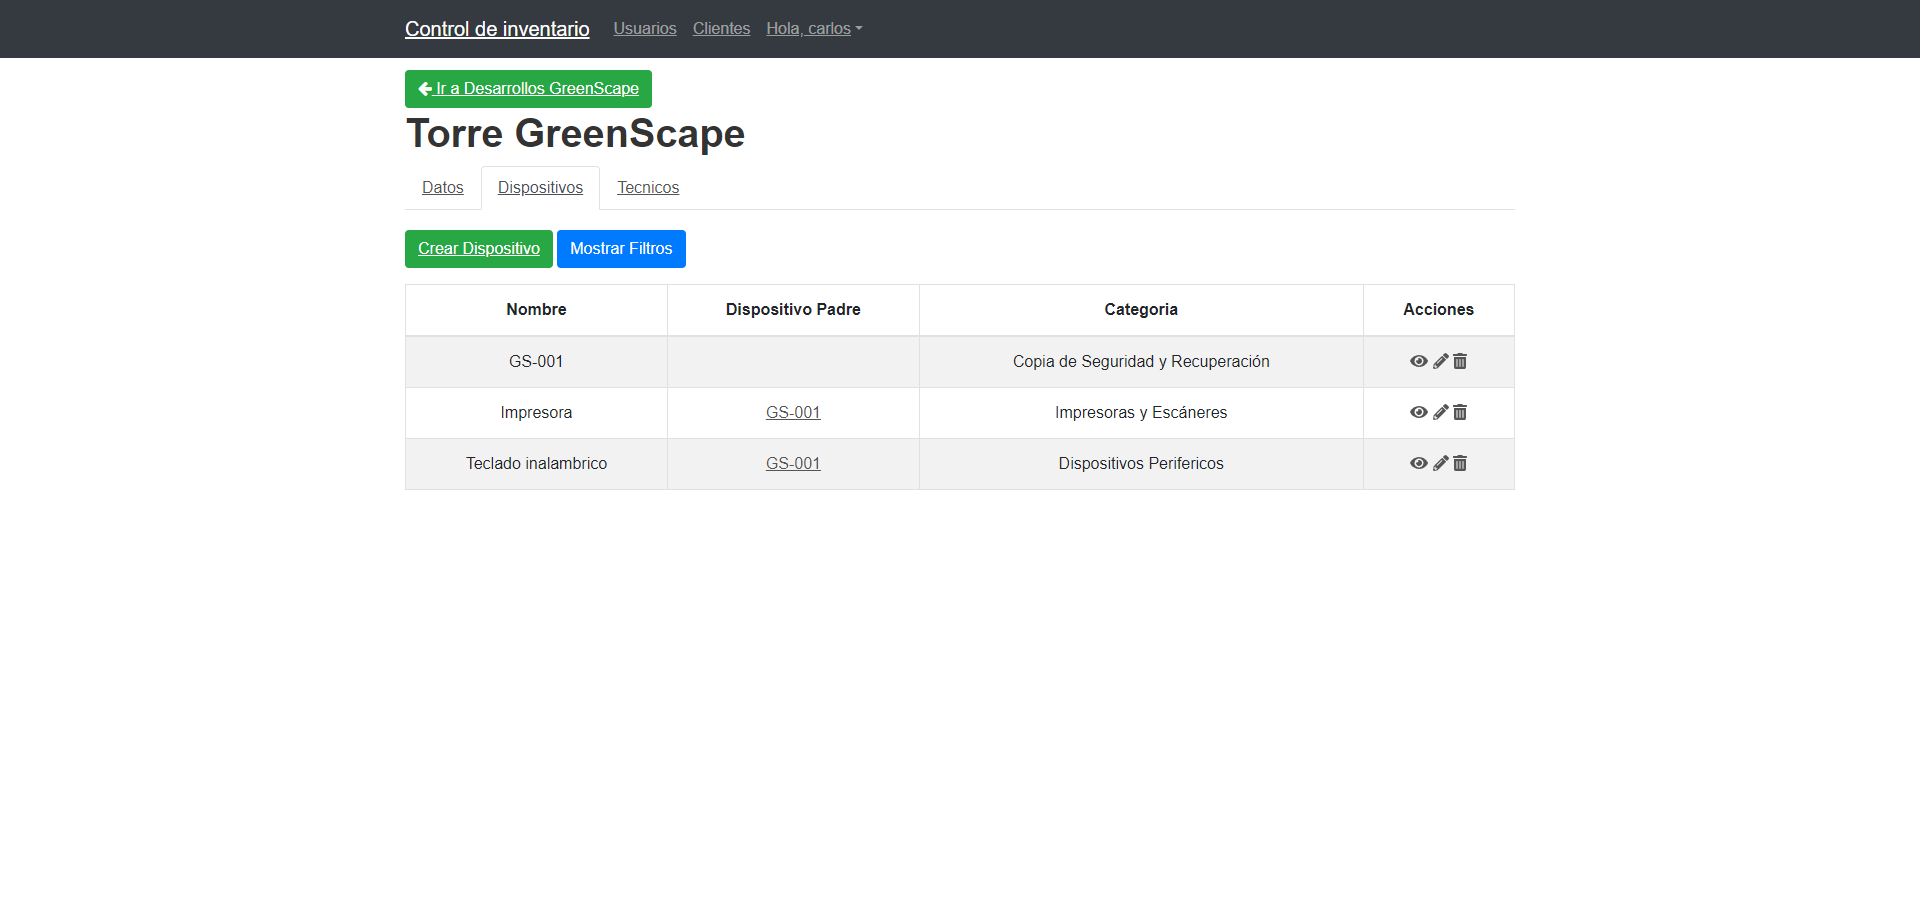 Control de inventario Usuarios Clientes Hola, carlos
Ir a Desarrollos GreenScape
Torre GreenScape
Datos Dispositivos Tecnicos
Crear Dispositivo Mostrar Filtros
Nombre Dispositivo Padre Categoria Acciones
GS-001 Copia de Seguridad y Recuperación
Impresora GS-001 Impresoras y Escáneres
Teclado inalambrico GS-001 Dispositivos Perifericos